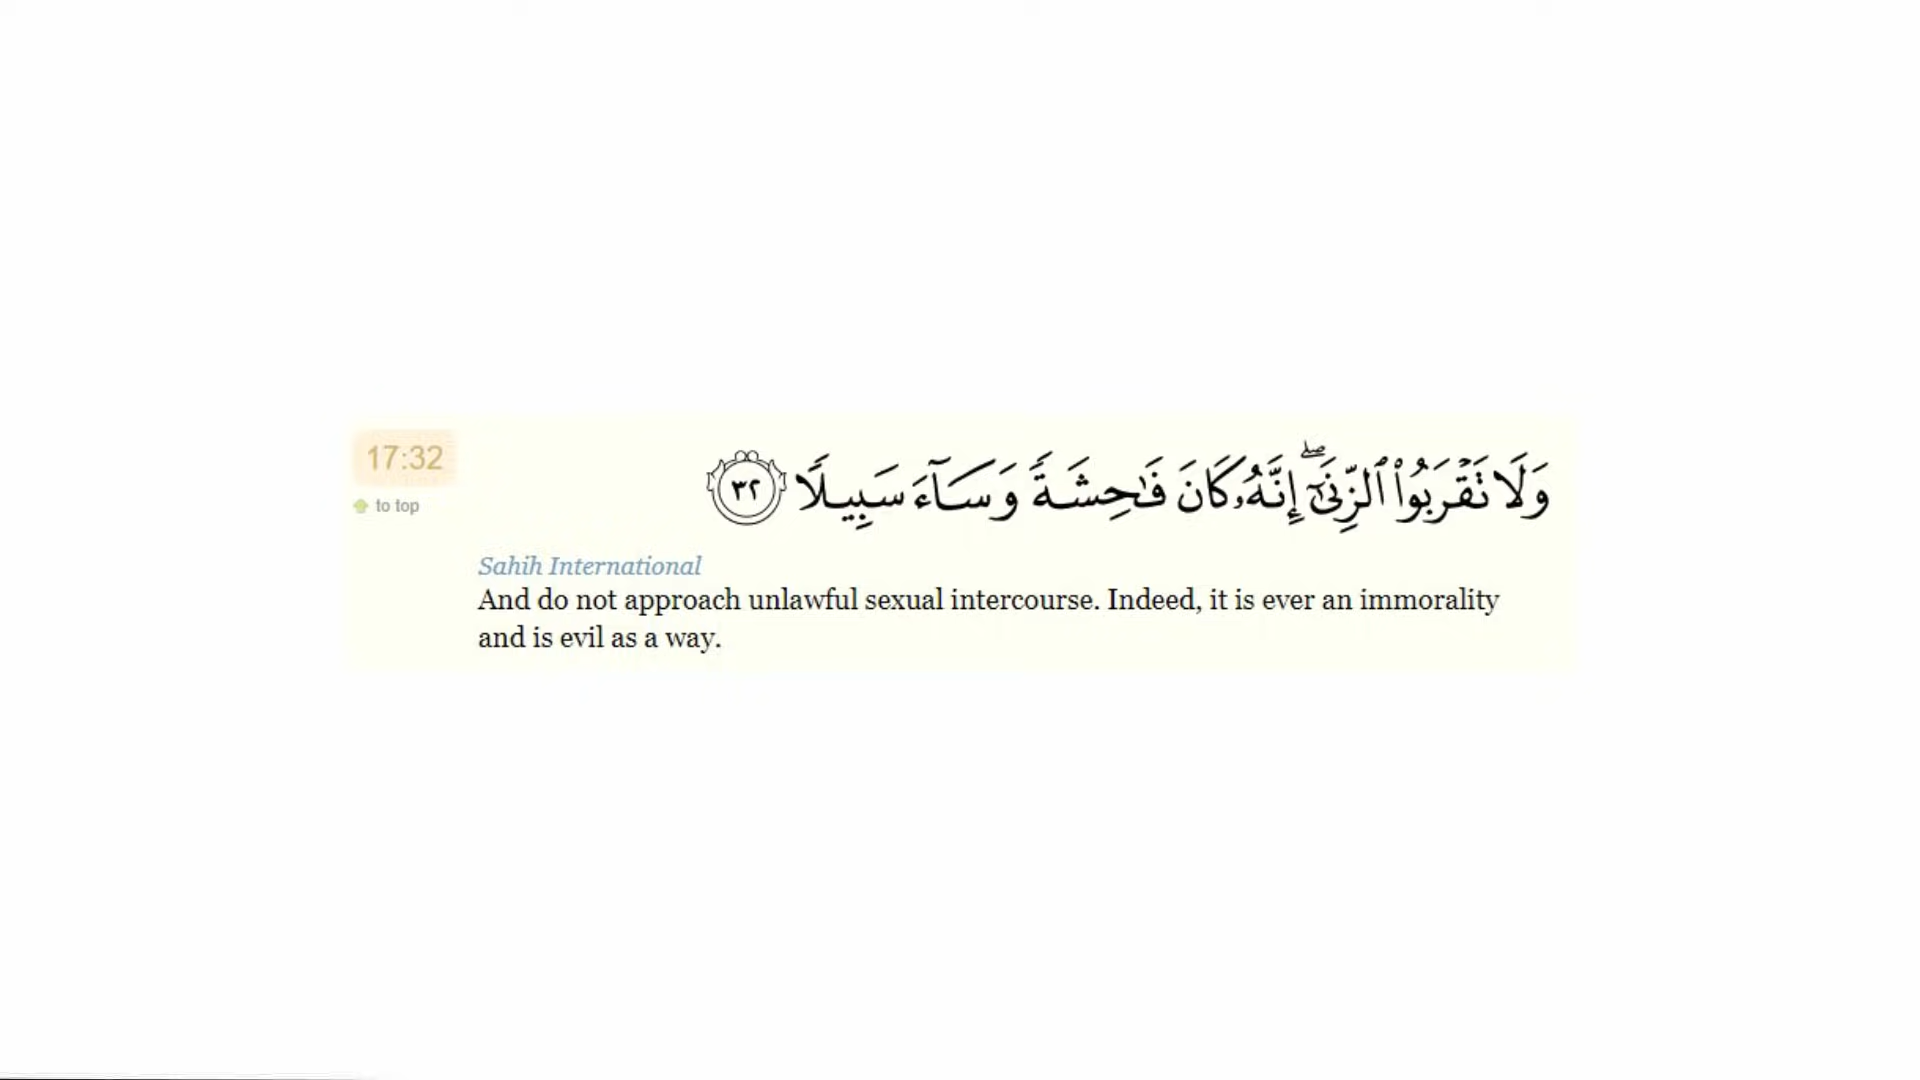 17:32
to top
وَلَا تَقْرَبُوا۟ ٱلزِّنَىٰٓ ۖ إِنَّهُۥ كَانَ فَـٰحِشَةً وَسَآءَ سَبِيلًا ٣٢
Sahih International
And do not approach unlawful sexual intercourse. Indeed, it is ever an immorality
and is evil as a way.